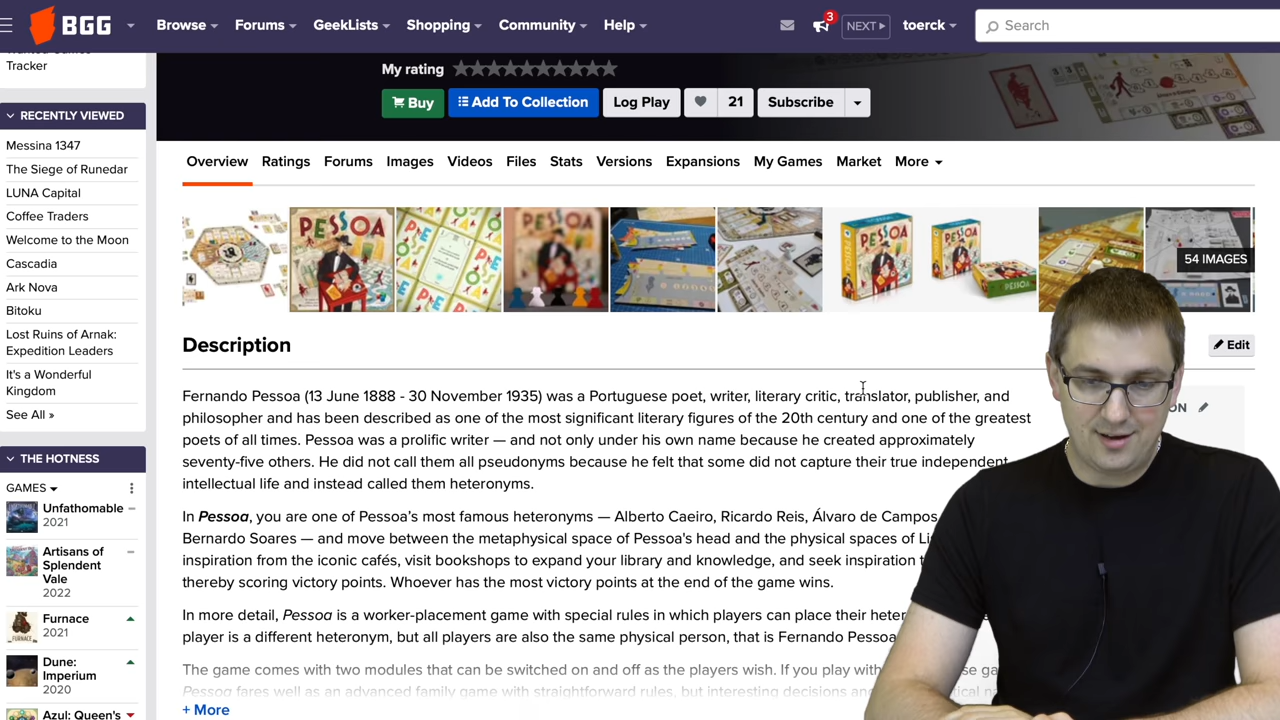 BGG
Browse
Forums
GeekLists
Shopping
Community
Help
3
NEXT
toerck
Search
Tracker
RECENTLY VIEWED
Messina 1347
The Siege of Runedar
LUNA Capital
Coffee Traders
Welcome to the Moon
Cascadia
Ark Nova
Bitoku
Lost Ruins of Arnak:
Expedition Leaders
It's a Wonderful
Kingdom
See All »
THE HOTNESS
GAMES
Unfathomable
2021
Artisans of
Splendent
Vale
2022
Furnace
2021
Dune:
Imperium
2020
Azul: Queen's
My rating
Buy
Add To Collection
Log Play
21
Subscribe
Overview
Ratings
Forums
Images
Videos
Files
Stats
Versions
Expansions
My Games
Market
More
PESSOA
PESSOA
PESSOA
PESSOA
54 IMAGES
Description
Edit
ON
Fernando Pessoa (13 June 1888 - 30 November 1935) was a Portuguese poet, writer, literary critic, translator, publisher, and
philosopher and has been described as one of the most significant literary figures of the 20th century and one of the greatest
poets of all times. Pessoa was a prolific writer — and not only under his own name because he created approximately
seventy-five others. He did not call them all pseudonyms because he felt that some did not capture their true independent
intellectual life and instead called them heteronyms.
In Pessoa, you are one of Pessoa's most famous heteronyms — Alberto Caeiro, Ricardo Reis, Álvaro de Campos
Bernardo Soares — and move between the metaphysical space of Pessoa's head and the physical spaces of
inspiration from the iconic cafés, visit bookshops to expand your library and knowledge, and seek inspiration
thereby scoring victory points. Whoever has the most victory points at the end of the game wins.
In more detail, Pessoa is a worker-placement game with special rules in which players can place their
player is a different heteronym, but all players are also the same physical person, that is Fernando Pessoa
The game comes with two modules that can be switched on and off as the players wish. If you play
Pessoa fares well as an advanced family game with straightforward rules, but interesting decisions
+ More